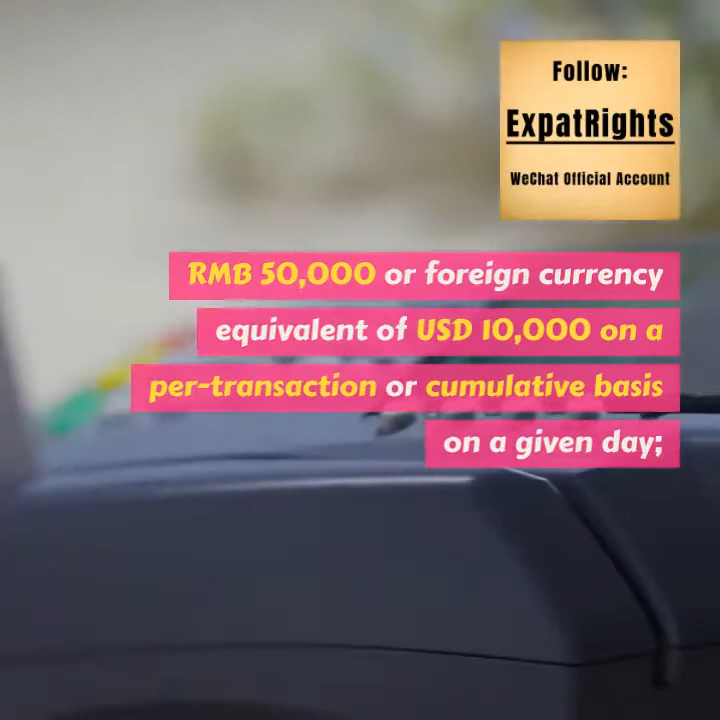 Follow:
ExpatRights
WeChat Official Account
RMB 50,000 or foreign currency
equivalent of USD 10,000 on a
per-transaction or cumulative basis
on a given day;